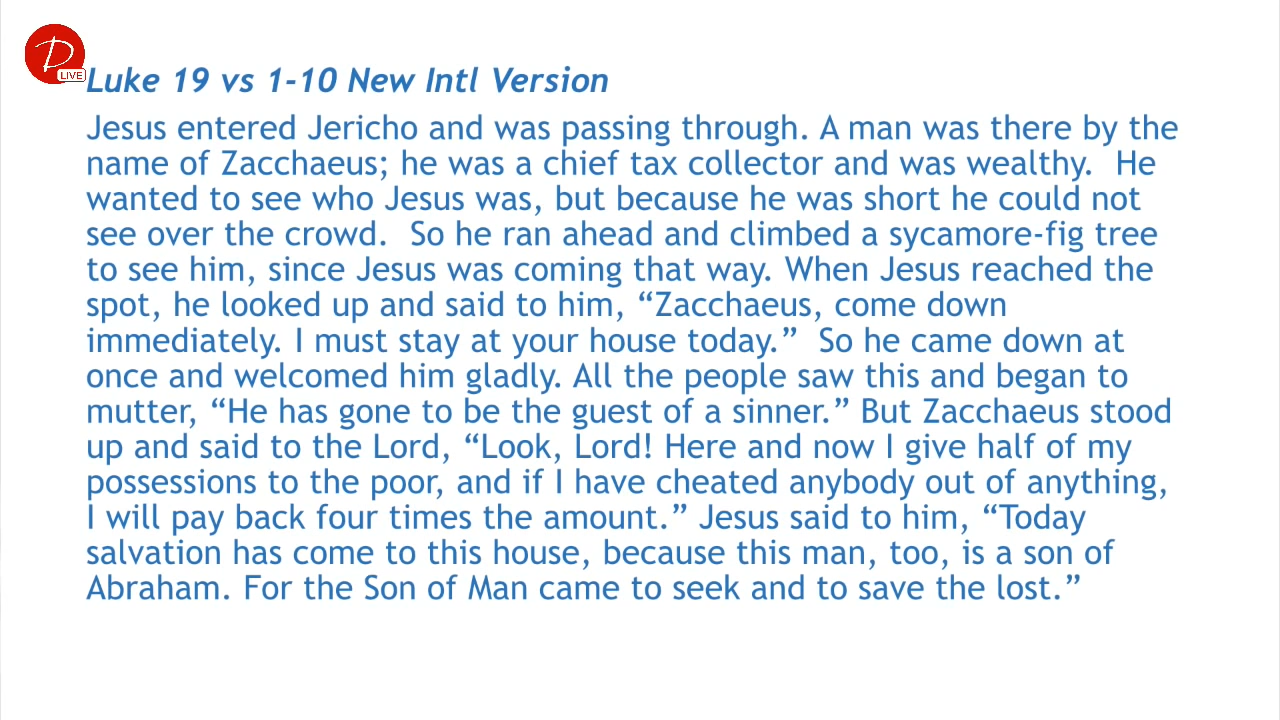 D
LIVE
Luke 19 vs 1-10 New Intl Version
Jesus entered Jericho and was passing through. A man was there by the
name of Zacchaeus; he was a chief tax collector and was wealthy.  He
wanted to see who Jesus was, but because he was short he could not
see over the crowd.  So he ran ahead and climbed a sycamore-fig tree
to see him, since Jesus was coming that way. When Jesus reached the
spot, he looked up and said to him, “Zacchaeus, come down
immediately. I must stay at your house today.”  So he came down at
once and welcomed him gladly. All the people saw this and began to
mutter, “He has gone to be the guest of a sinner.” But Zacchaeus stood
up and said to the Lord, “Look, Lord! Here and now I give half of my
possessions to the poor, and if I have cheated anybody out of anything,
I will pay back four times the amount.” Jesus said to him, “Today
salvation has come to this house, because this man, too, is a son of
Abraham. For the Son of Man came to seek and to save the lost.”